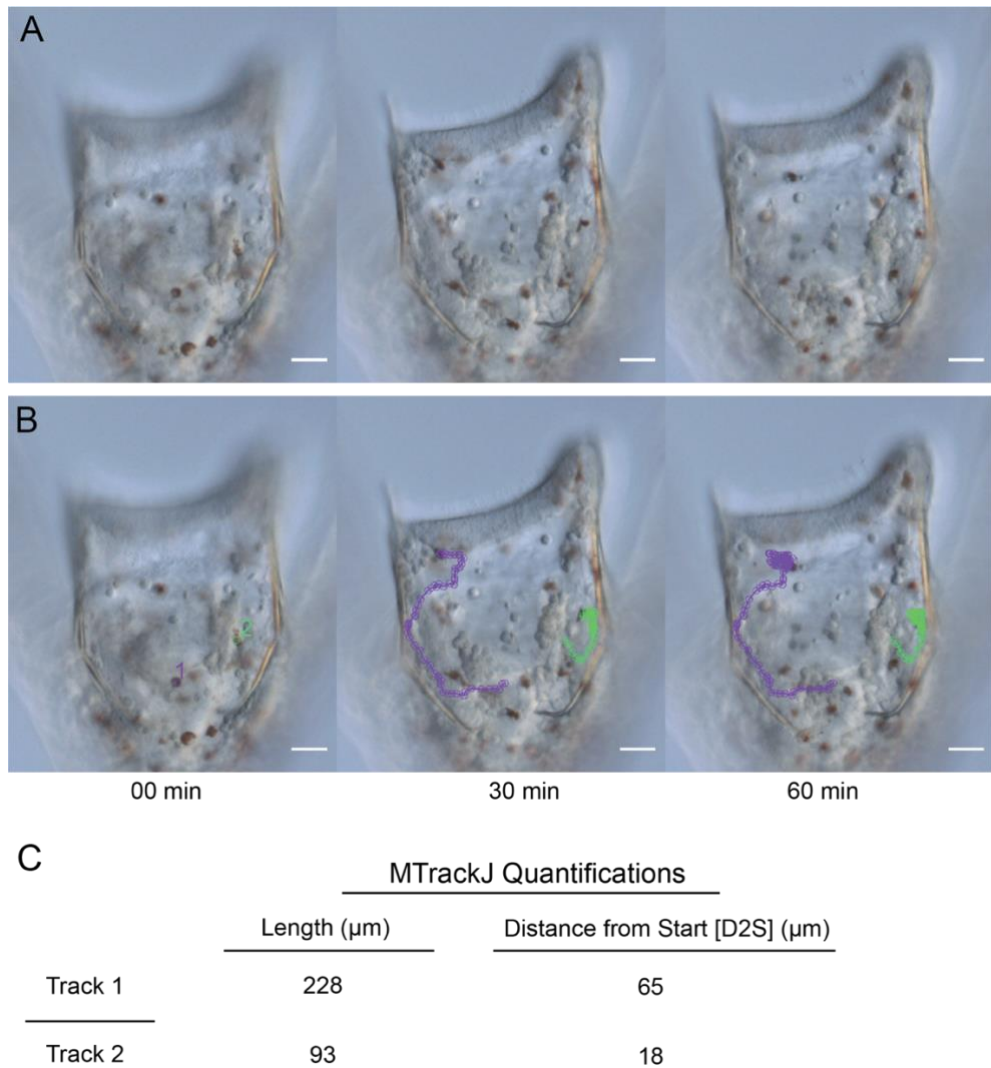 A
B
1
2
00 min 30 min 60 min
C
MTrackJ Quantifications
Length (µm) Distance from Start [D2S] (µm)
Track 1 228 65
Track 2 93 18